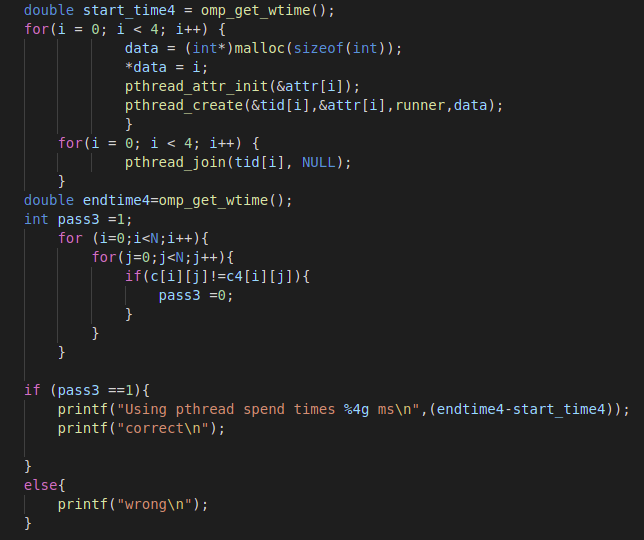 double start_time4 = omp_get_wtime();
for(i = 0; i < 4; i++) {
data = (int*)malloc(sizeof(int));
*data = i;
pthread_attr_init(&attr[i]);
pthread_create(&tid[i],&attr[i],runner,data);
}
for(i = 0; i < 4; i++) {
pthread_join(tid[i], NULL);
}
double endtime4=omp_get_wtime();
int pass3 =1;
for (i=0;i<N;i++){
for(j=0;j<N;j++){
if(c[i][j]!=c4[i][j]){
pass3 =0;
}
}
}
if (pass3 ==1){
printf("Using pthread spend times %4g ms\n",(endtime4-start_time4));
printf("correct\n");
}
else{
printf("wrong\n");
}